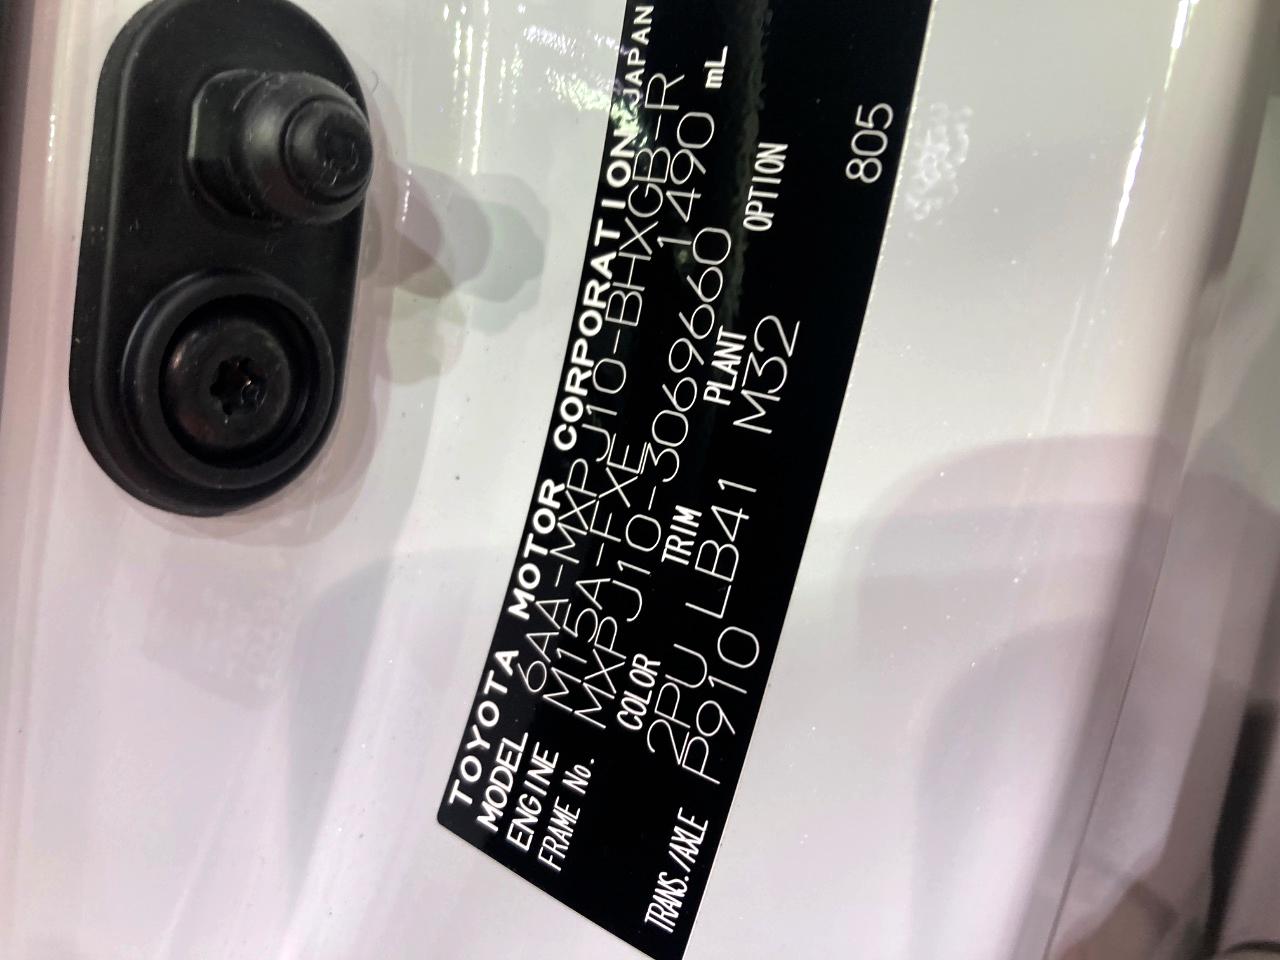 TOYOTA MOTOR CORPORATION JAPAN
MODEL 6AA-MXPJ10-BHXGB-R
ENGINE M15A-FXE 1490 mL
FRAME No. MXPJ10-3069660
COLOR TRIM PLANT OPTION
2PU LB41 M32
TRANS./AXLE P910
805